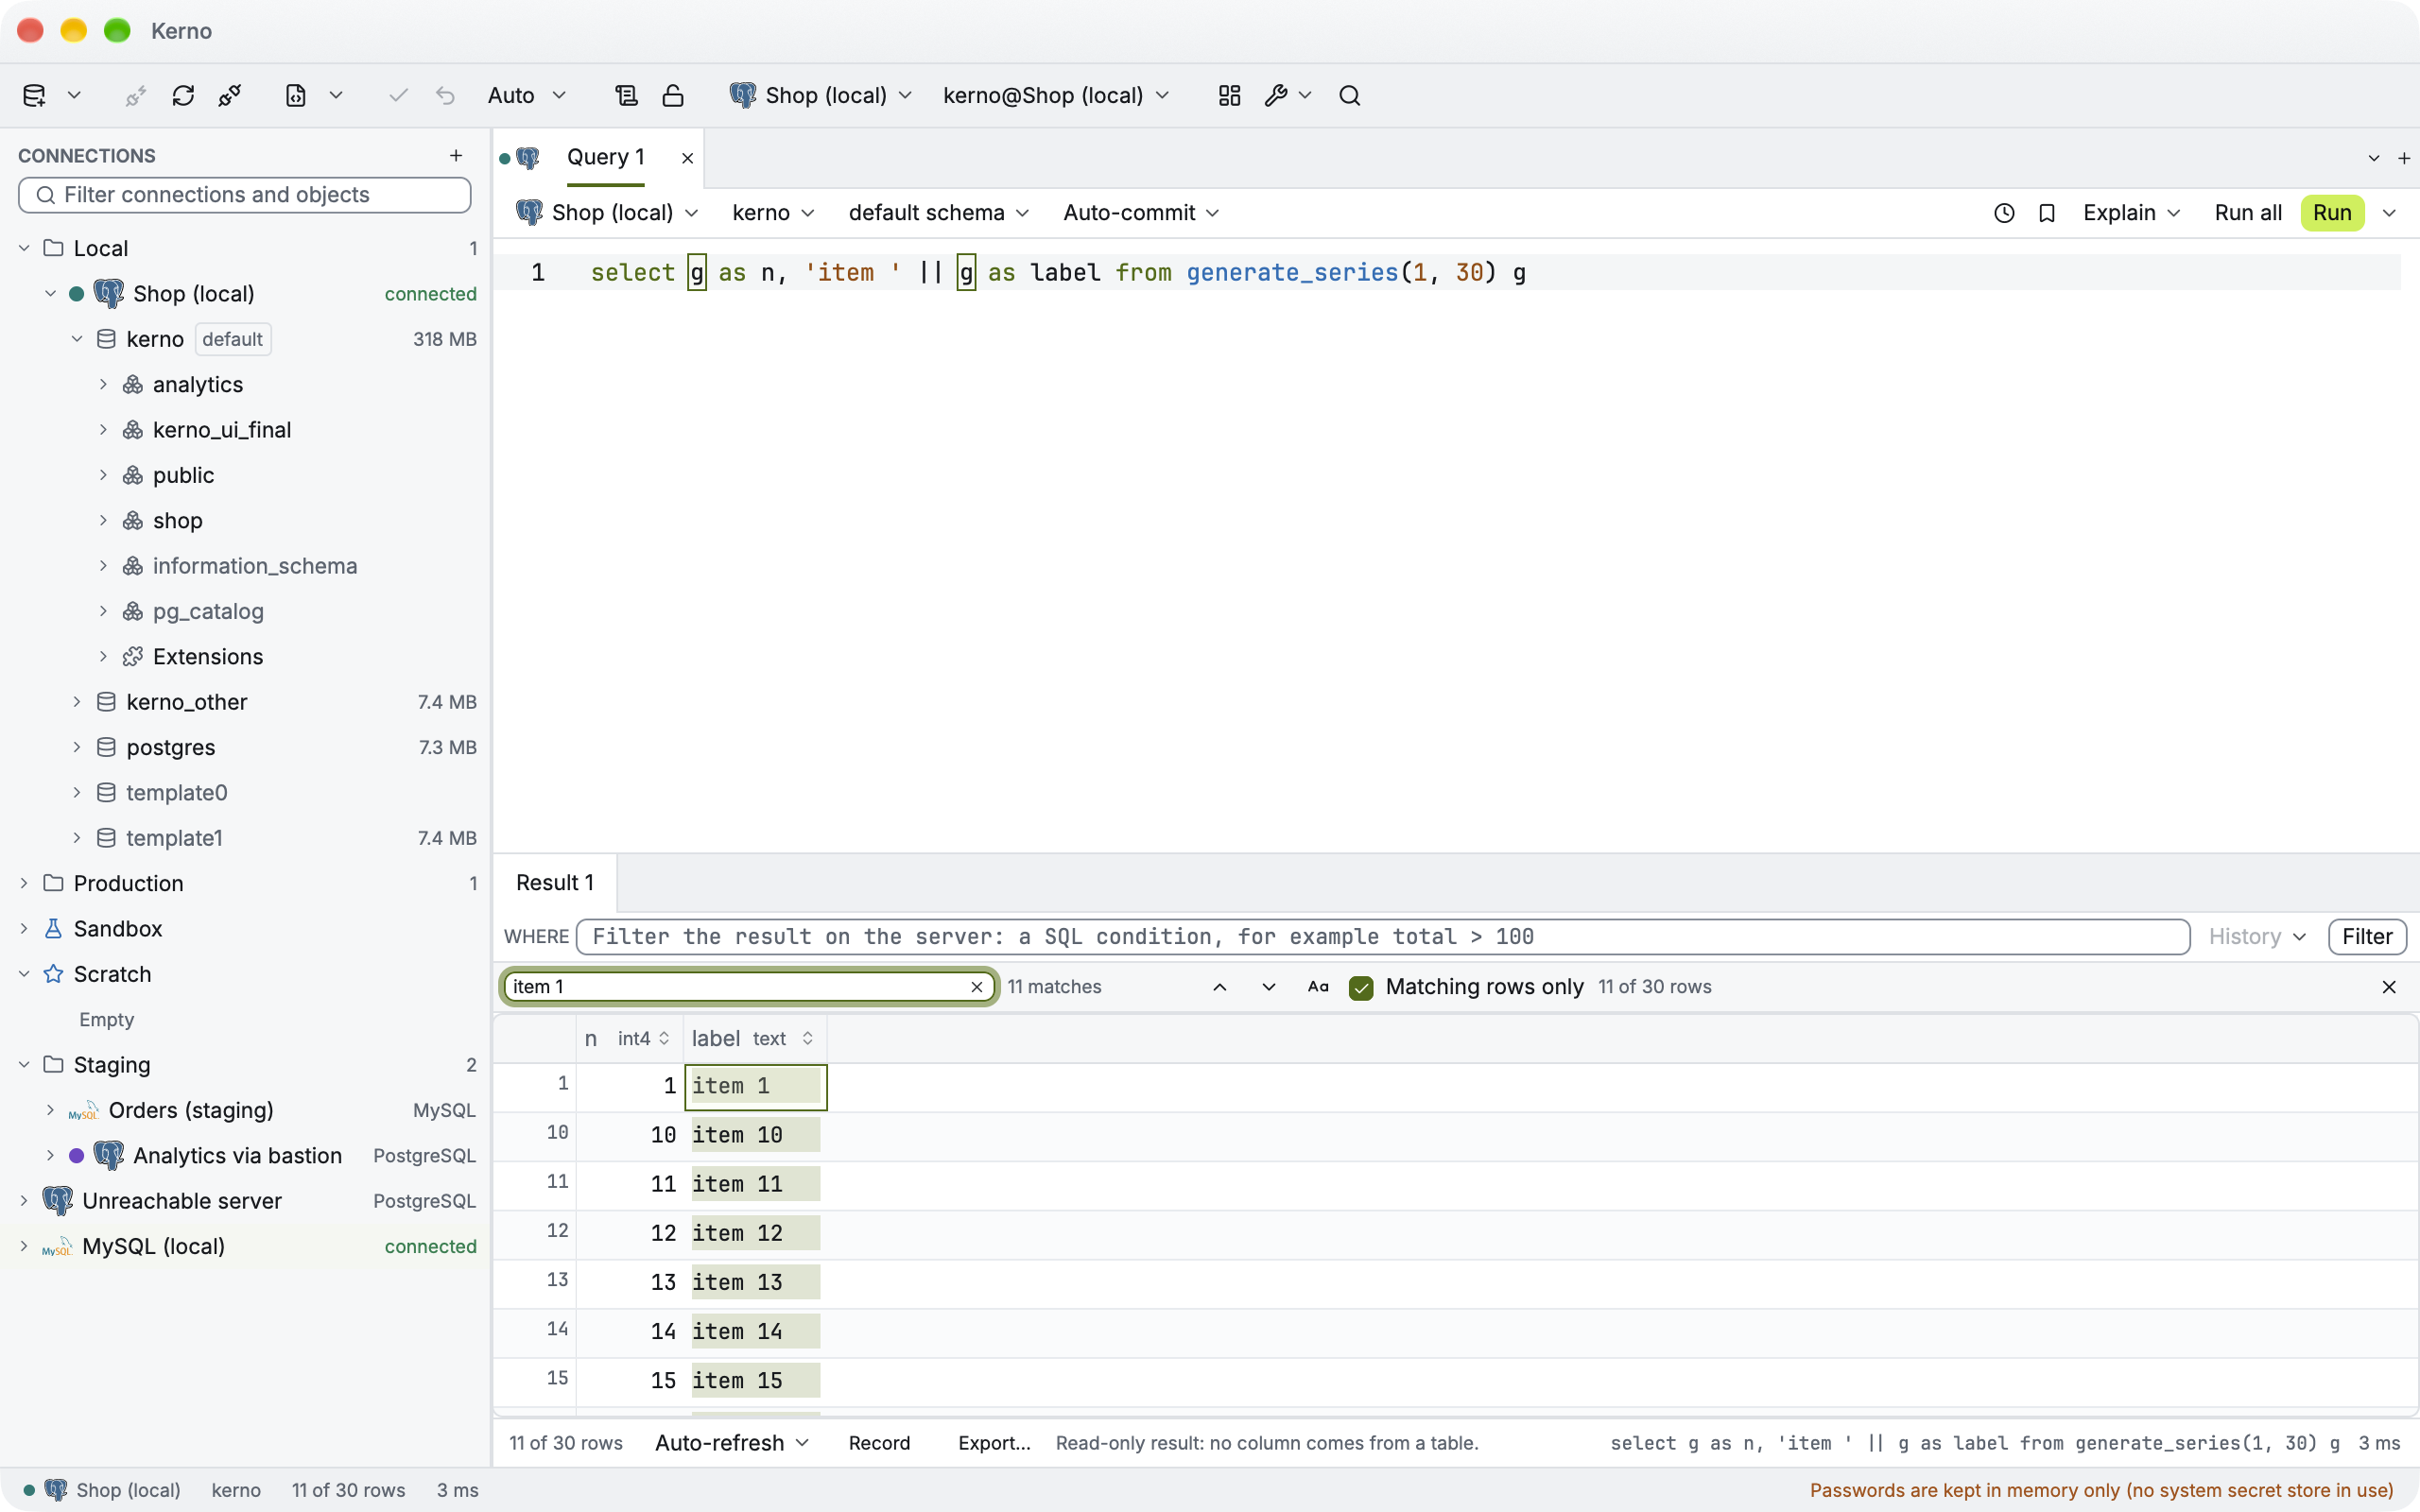 Kerno
Auto
Shop (local)
kerno@Shop (local)
CONNECTIONS
Filter connections and objects
Local 1
Shop (local) connected
kerno default 318 MB
analytics
kerno_ui_final
public
shop
information_schema
pg_catalog
Extensions
kerno_other 7.4 MB
postgres 7.3 MB
template0
template1 7.4 MB
Production 1
Sandbox
Scratch
Empty
Staging 2
MySQL Orders (staging) MySQL
Analytics via bastion PostgreSQL
Unreachable server PostgreSQL
MySQL MySQL (local) connected
Query 1
Shop (local) kerno default schema Auto-commit Explain Run all Run
1 select g as n, 'item ' || g as label from generate_series(1, 30) g
Result 1
WHERE Filter the result on the server: a SQL condition, for example total > 100 History Filter
item 1 11 matches Aa Matching rows only 11 of 30 rows
n int4 label text
1 1 item 1
10 10 item 10
11 11 item 11
12 12 item 12
13 13 item 13
14 14 item 14
15 15 item 15
11 of 30 rows Auto-refresh Record Export... Read-only result: no column comes from a table. select g as n, 'item ' || g as label from generate_series(1, 30) g 3 ms
Shop (local) kerno 11 of 30 rows 3 ms Passwords are kept in memory only (no system secret store in use)